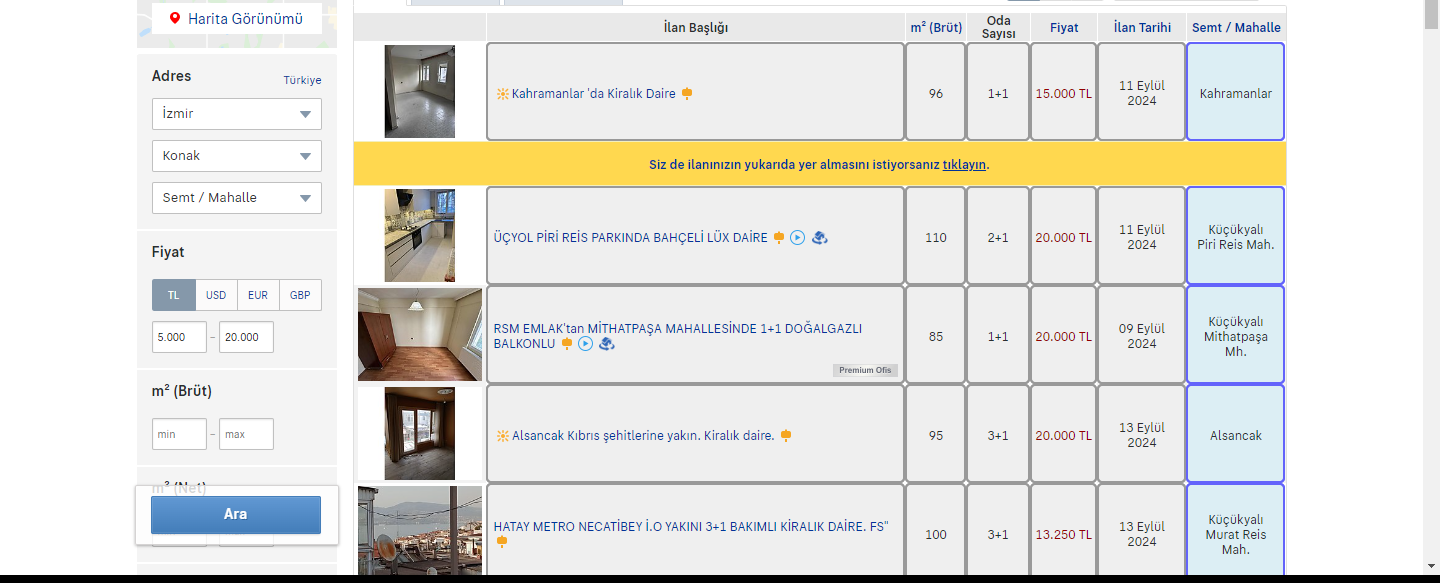 Harita Görünümü
Adres
Türkiye
İzmir
Konak
Semt / Mahalle
Fiyat
TL
USD
EUR
GBP
5.000 - 20.000
m² (Brüt)
min - max
m² (Net)
Ara
İlan Başlığı
m² (Brüt)
Oda
Sayısı
Fiyat
İlan Tarihi
Semt / Mahalle
Kahramanlar 'da Kiralık Daire
96
1+1
15.000 TL
11 Eylül
2024
Kahramanlar
Siz de ilanınızın yukarıda yer almasını istiyorsanız tıklayın.
ÜÇYOL PİRİ REİS PARKINDA BAHÇELİ LÜX DAİRE
110
2+1
20.000 TL
11 Eylül
2024
Küçükyalı
Piri Reis Mah.
RSM EMLAK'tan MİTHATPAŞA MAHALLESİNDE 1+1 DOĞALGAZLI
BALKONLU
Premium Ofis
85
1+1
20.000 TL
09 Eylül
2024
Küçükyalı
Mithatpaşa
Mh.
Alsancak Kıbrıs şehitlerine yakın. Kiralık daire.
95
3+1
20.000 TL
13 Eylül
2024
Alsancak
HATAY METRO NECATİBEY İ.O YAKINI 3+1 BAKIMLI KİRALIK DAİRE. FS"
100
3+1
13.250 TL
13 Eylül
2024
Küçükyalı
Murat Reis
Mah.